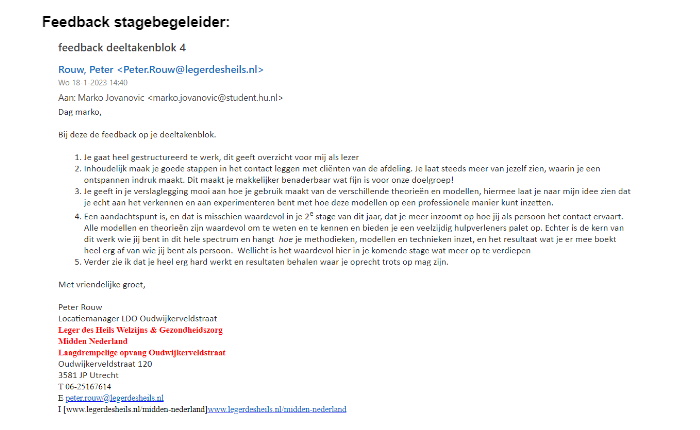 Feedback stagebegeleider:
feedback deeltakenblok 4
Rouw, Peter <Peter.Rouw@legerdesheils.nl>
Wo 18-1-2023 14:40
Aan: Marko Jovanovic <marko.jovanovic@student.hu.nl>
Dag marko,
Bij deze de feedback op je deeltakenblok.
1. Je gaat heel gestructureerd te werk, dit geeft overzicht voor mij als lezer
2. Inhoudelijk maak je goede stappen in het contact leggen met cliënten van de afdeling. Je laat steeds meer van jezelf zien, waarin je een
ontspannen indruk maakt. Dit maakt je makkelijker benaderbaar wat fijn is voor onze doelgroep!
3. Je geeft in je verslaglegging mooi aan hoe je gebruik maakt van de verschillende theorieën en modellen, hiermee laat je naar mijn idee zien dat
je echt aan het verkennen en aan experimenteren bent met hoe deze modellen op een professionele manier kunt inzetten.
4. Een aandachtspunt is, en dat is misschien waardevol in je 2e stage van dit jaar, dat je meer inzoomt op hoe jij als persoon het contact ervaart.
Alle modellen en theorieën zijn waardevol om te weten en te kennen en bieden je een veelzijdig hulpverleners palet op. Echter is de kern van
dit werk wie jij bent in dit hele spectrum en hangt hoe je methodieken, modellen en technieken inzet, en het resultaat wat je er mee boekt
heel erg af van wie jij bent als persoon. Wellicht is het waardevol hier in je komende stage wat meer op te verdiepen
5. Verder zie ik dat je heel erg hard werkt en resultaten behalen waar je oprecht trots op mag zijn.
Met vriendelijke groet,
Peter Rouw
Locatiemanager LDO Oudwijkerveldstraat
Leger des Heils Welzijns & Gezondheidszorg
Midden Nederland
Laagdrempelige opvang Oudwijkerveldstraat
Oudwijkerveldstraat 120
3581 JP Utrecht
T 06-25167614
E peter.rouw@legerdesheils.nl
I [www.legerdesheils.nl/midden-nederland]www.legerdesheils.nl/midden-nederland